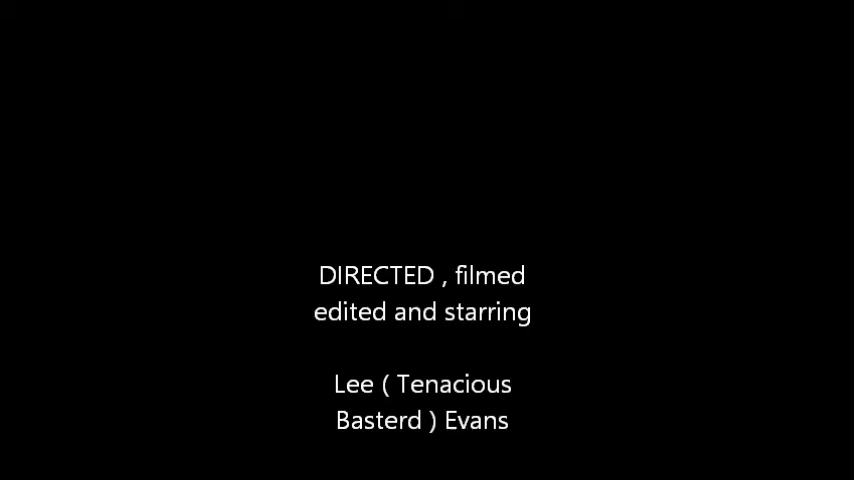 DIRECTED , filmed
edited and starring
Lee ( Tenacious
Basterd ) Evans